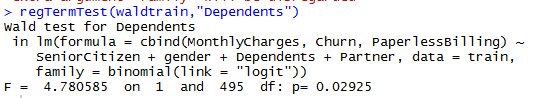 > regTermTest(waldtrain,"Dependents")
Wald test for Dependents
 in lm(formula = cbind(MonthlyCharges, Churn, PaperlessBilling) ~
    SeniorCitizen + gender + Dependents + Partner, data = train,
    family = binomial(link = "logit"))
F =  4.780585  on  1  and  495  df: p= 0.02925